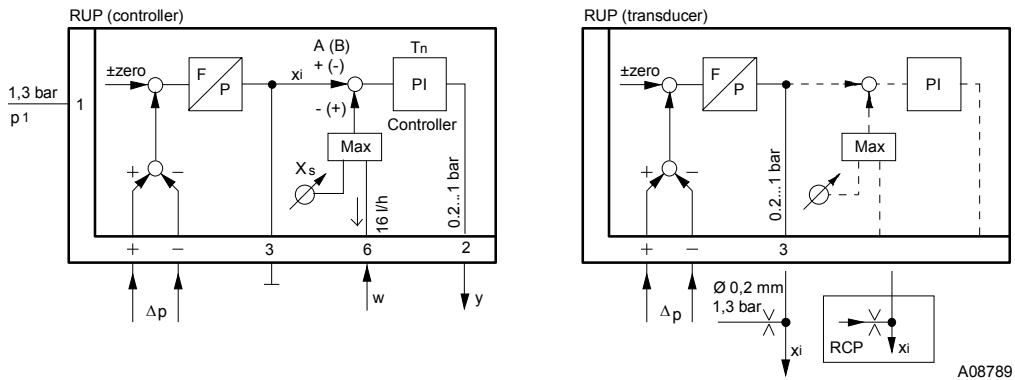 RUP (controller)
1,3 bar
p 1
1
±zero
F
P
xi
A (B)
+ (-)
- (+)
Tn
PI
Controller
Max
Xs
16 l/h
0.2...1 bar
+
−
+
−
3
6
2
Δp
w
y
RUP (transducer)
±zero
F
P
PI
Max
0.2...1 bar
+
−
+
−
3
Δp
Ø 0,2 mm
1,3 bar
xi
RCP
xi
A08789